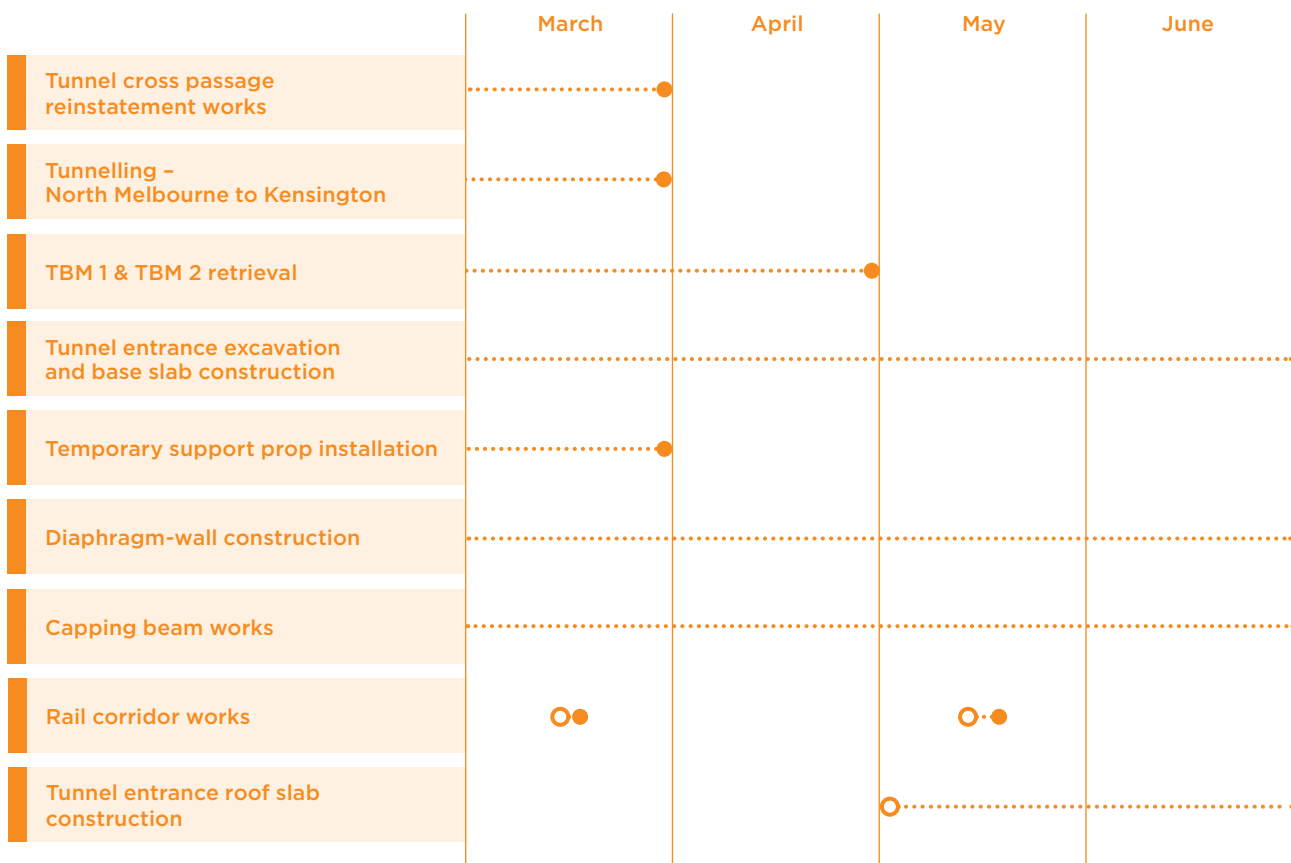 March April May June
Tunnel cross passage
reinstatement works
Tunnelling –
North Melbourne to Kensington
TBM 1 & TBM 2 retrieval
Tunnel entrance excavation
and base slab construction
Temporary support prop installation
Diaphragm-wall construction
Capping beam works
Rail corridor works
Tunnel entrance roof slab
construction